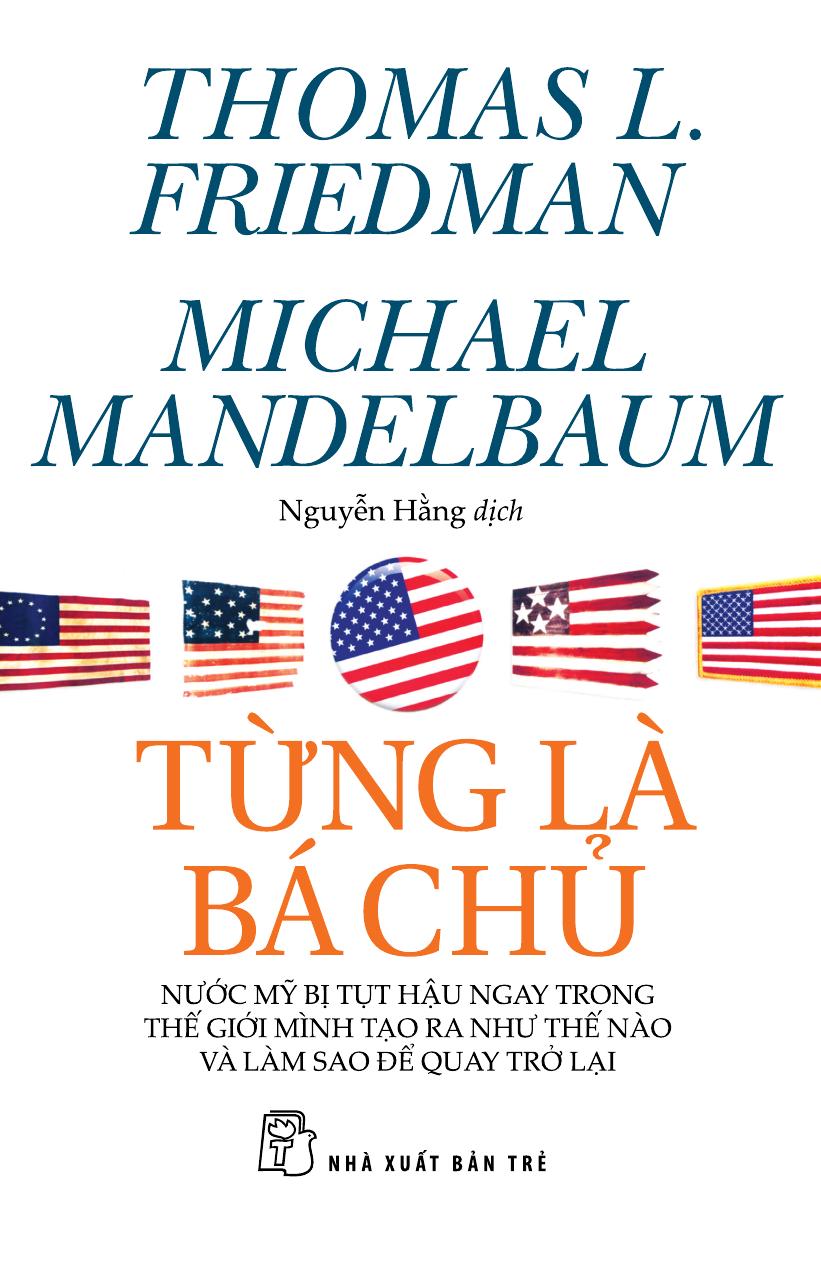 THOMAS L.
FRIEDMAN
MICHAEL
MANDELBAUM
Nguyễn Hằng dịch
TỪNG LÀ
BÁ CHỦ
NƯỚC MỸ BỊ TỤT HẬU NGAY TRONG
THẾ GIỚI MÌNH TẠO RA NHƯ THẾ NÀO
VÀ LÀM SAO ĐỂ QUAY TRỞ LẠI
T
NHÀ XUẤT BẢN TRẺ